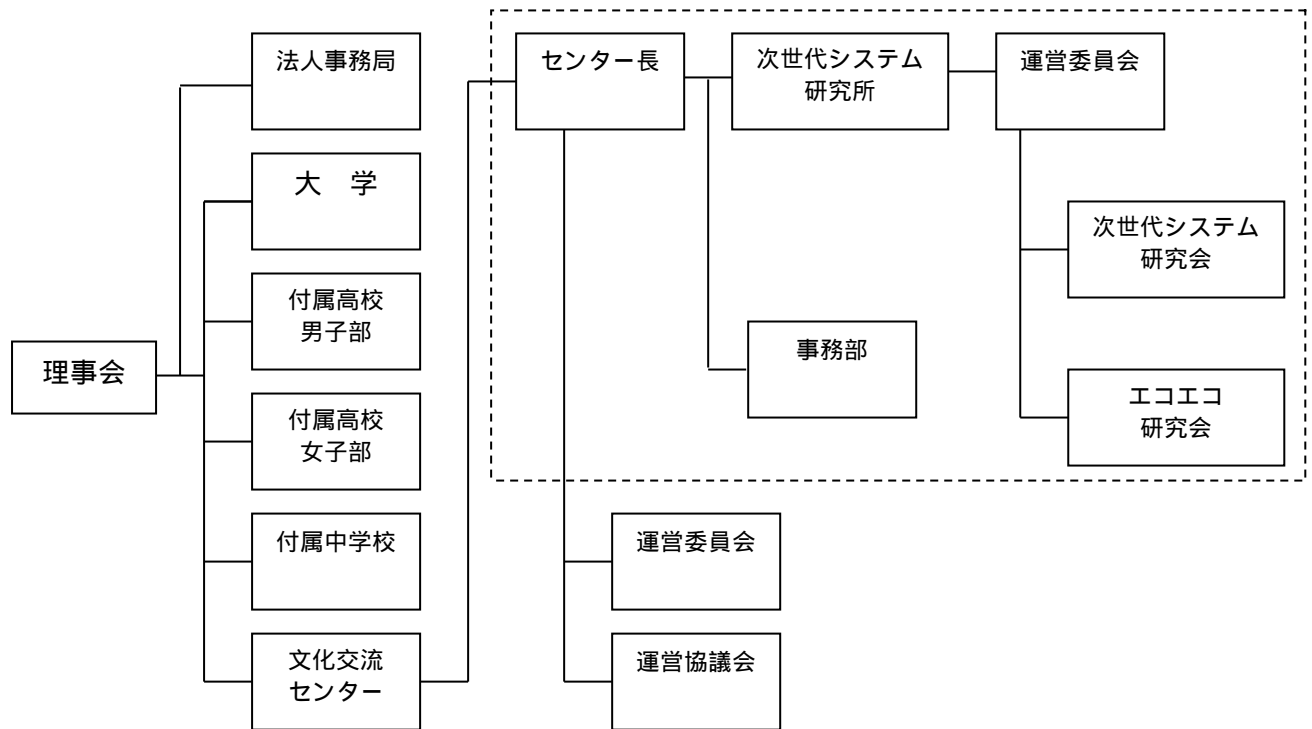 法人事務局
大　学
付属高校
男子部
理事会
付属高校
女子部
付属中学校
文化交流
センター
センター長
次世代システム
研究所
運営委員会
次世代システム
研究会
事務部
エコエコ
研究会
運営委員会
運営協議会